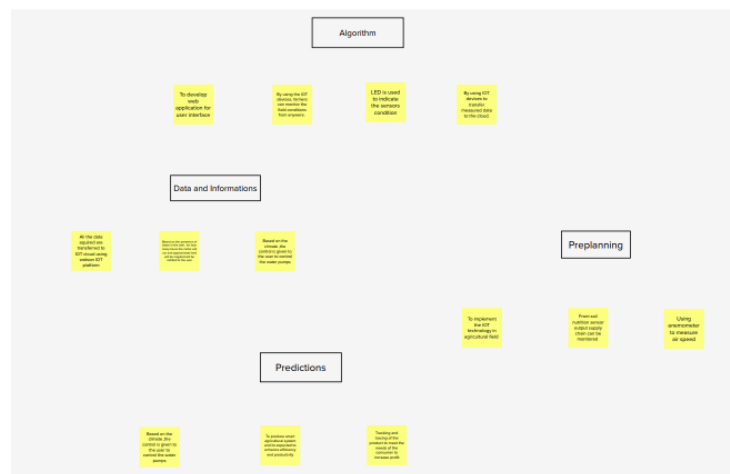 Algorithm
To develop
web
application for
user interface
By using the IOT
devices, farmers
can monitor the
field conditions
from anywere.
LED is used
to indicate
the sensors
condition
By using IOT
devices to
transfer
measured data
to the cloud.
Data and Informations
All the data
aquired are
transferred to
IOT cloud using
watson IOT
platform
Based on the
climate ,the
control is given to
the user to control
the water pumps
Preplanning
To implement
the IOT
technology in
agricultural field
From soil
nutrition sensor
output supply
chain can be
monitored
Using
anemometer
to measure
air speed
Predictions
Based on the
climate ,the
control is given to
the user to
control the water
pumps
To produce smart
agricultural system
and its expected to
enhance efficiency
and productivity
Tracking and
tracing of the
product to meet the
needs of the
consumer to
increase profit